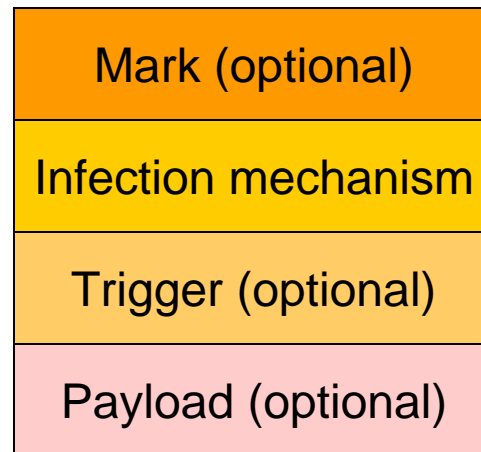 Mark (optional)
Infection mechanism
Trigger (optional)
Payload (optional)